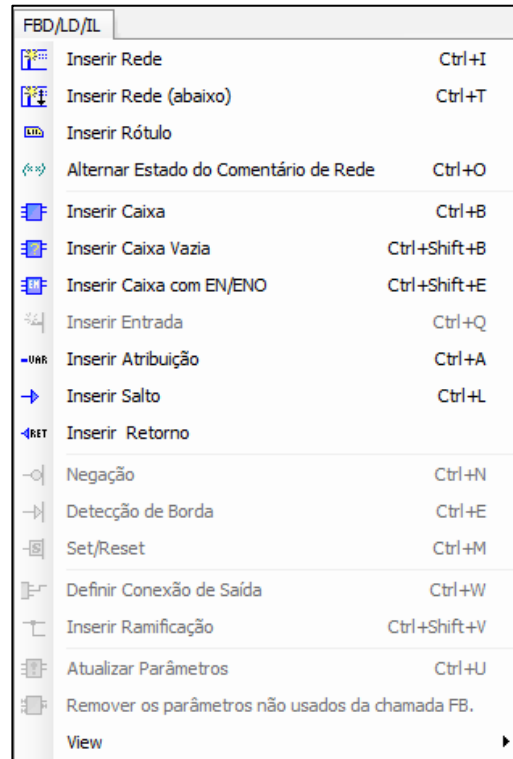 FBD/LD/IL
Inserir Rede Ctrl+I
Inserir Rede (abaixo) Ctrl+T
Inserir Rótulo
Alternar Estado do Comentário de Rede Ctrl+O
Inserir Caixa Ctrl+B
Inserir Caixa Vazia Ctrl+Shift+B
EN Inserir Caixa com EN/ENO Ctrl+Shift+E
Inserir Entrada Ctrl+Q
VAR Inserir Atribuição Ctrl+A
Inserir Salto Ctrl+L
RET Inserir Retorno
Negação Ctrl+N
Detecção de Borda Ctrl+E
S Set/Reset Ctrl+M
Definir Conexão de Saída Ctrl+W
Inserir Ramificação Ctrl+Shift+V
Atualizar Parâmetros Ctrl+U
Remover os parâmetros não usados da chamada FB.
View